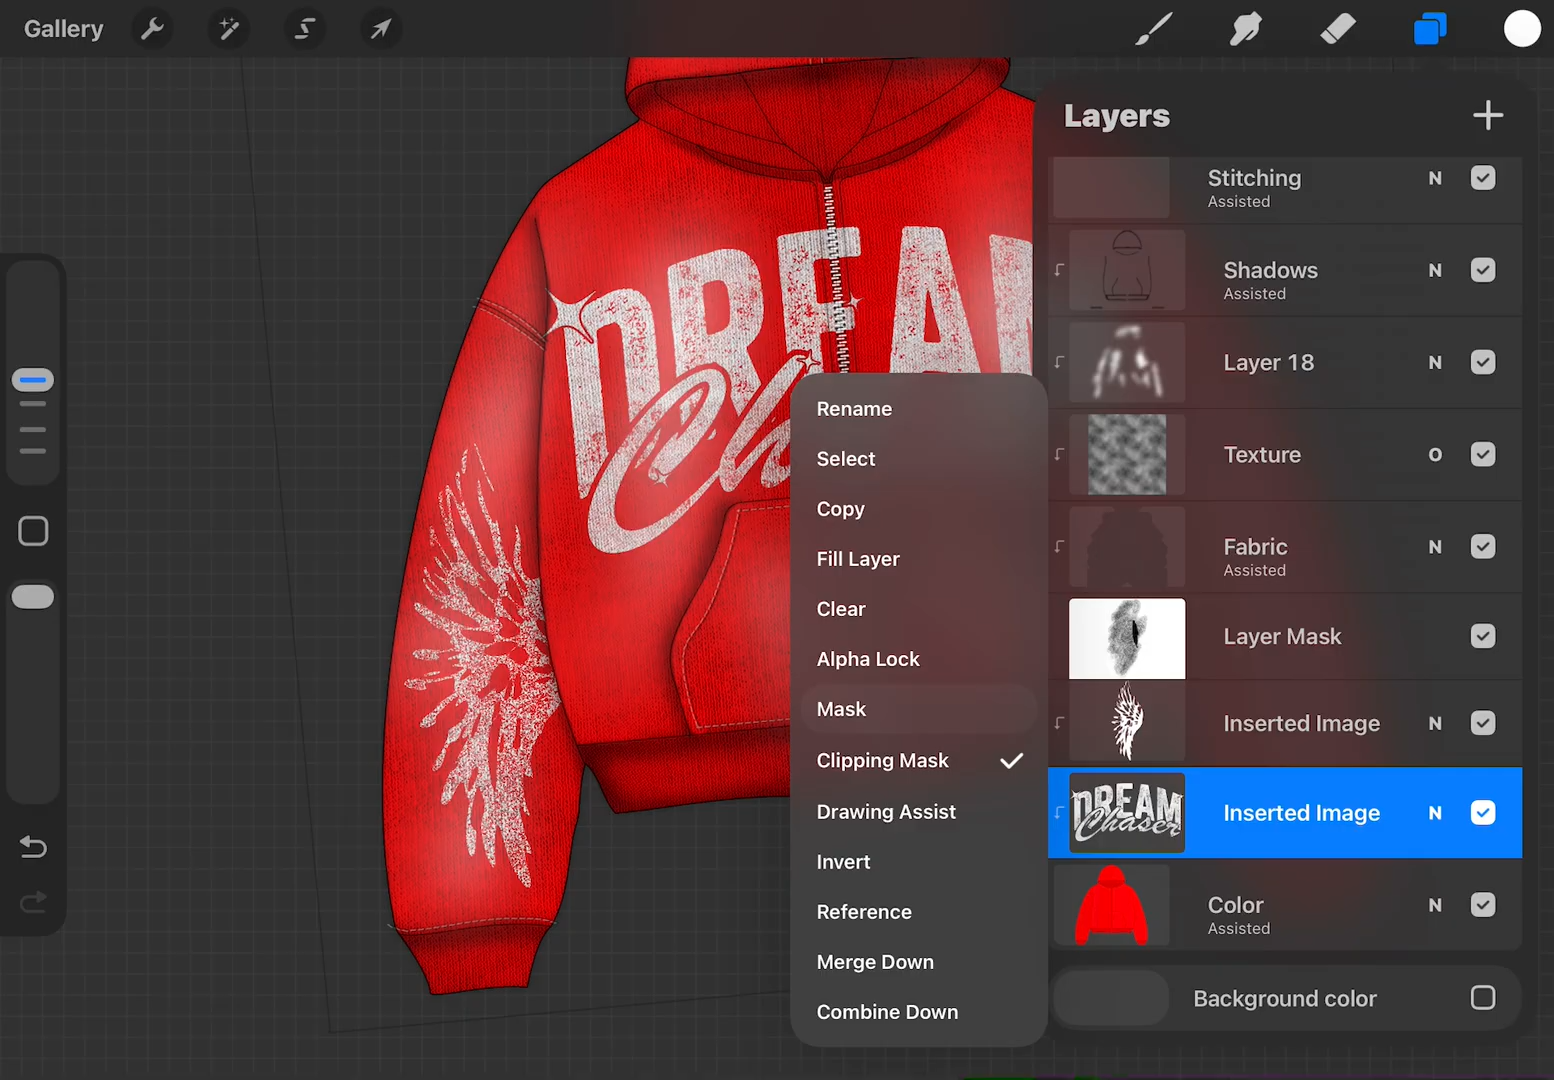 Gallery
Layers
Stitching
N
Assisted
Shadows
N
Assisted
Layer 18
N
Texture
O
Fabric
N
Assisted
Layer Mask
Inserted Image
N
DREAM
Chaser
Inserted Image
N
Color
N
Assisted
Background color
Rename
Select
Copy
Fill Layer
Clear
Alpha Lock
Mask
Clipping Mask
Drawing Assist
Invert
Reference
Merge Down
Combine Down
DREAM
Ch